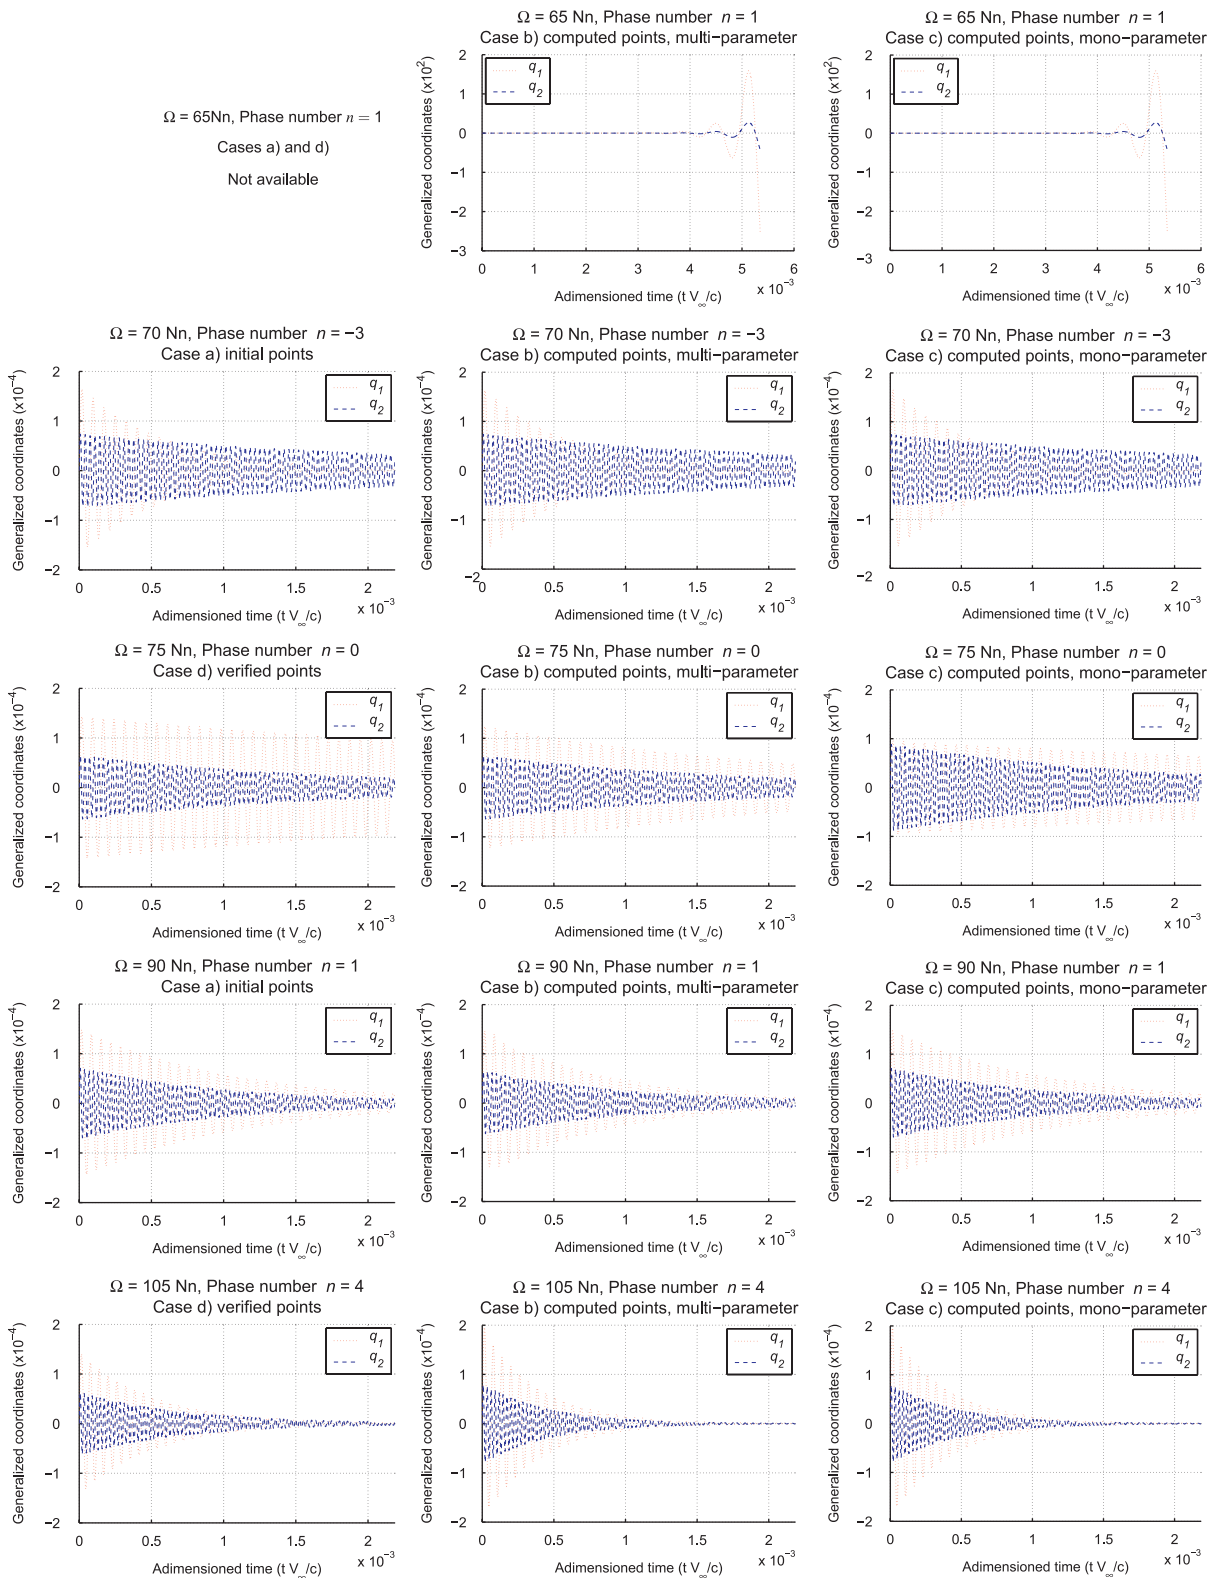 Ω = 65Nn, Phase number n = 1
Cases a) and d)
Not available
Ω = 65 Nn, Phase number n = 1
Case b) computed points, multi−parameter
Generalized coordinates (x10²)
2
1
0
−1
−2
−3
q1
q2
0 1 2 3 4 5 6
x 10⁻³
Adimensioned time (t V∞/c)
Ω = 65 Nn, Phase number n = 1
Case c) computed points, mono−parameter
Generalized coordinates (x10²)
2
1
0
−1
−2
−3
q1
q2
0 1 2 3 4 5 6
x 10⁻³
Adimensioned time (t V∞/c)
Ω = 70 Nn, Phase number n = −3
Case a) initial points
Generalized coordinates (x10⁻⁴)
2
1
0
−1
−2
q1
q2
0 0.5 1 1.5 2
x 10⁻³
Adimensioned time (t V∞/c)
Ω = 70 Nn, Phase number n = −3
Case b) computed points, multi−parameter
Generalized coordinates (x10⁻⁴)
2
1
0
−1
−2
q1
q2
0 0.5 1 1.5 2
x 10⁻³
Adimensioned time (t V∞/c)
Ω = 70 Nn, Phase number n = −3
Case c) computed points, mono−parameter
Generalized coordinates (x10⁻⁴)
2
1
0
−1
−2
q1
q2
0 0.5 1 1.5 2
x 10⁻³
Adimensioned time (t V∞/c)
Ω = 75 Nn, Phase number n = 0
Case d) verified points
Generalized coordinates (x10⁻⁴)
2
1
0
−1
−2
q1
q2
0 0.5 1 1.5 2
x 10⁻³
Adimensioned time (t V∞/c)
Ω = 75 Nn, Phase number n = 0
Case b) computed points, multi−parameter
Generalized coordinates (x10⁻⁴)
2
1
0
−1
−2
q1
q2
0 0.5 1 1.5 2
x 10⁻³
Adimensioned time (t V∞/c)
Ω = 75 Nn, Phase number n = 0
Case c) computed points, mono−parameter
Generalized coordinates (x10⁻⁴)
2
1
0
−1
−2
q1
q2
0 0.5 1 1.5 2
x 10⁻³
Adimensioned time (t V∞/c)
Ω = 90 Nn, Phase number n = 1
Case a) initial points
Generalized coordinates (x10⁻⁴)
2
1
0
−1
−2
q1
q2
0 0.5 1 1.5 2
x 10⁻³
Adimensioned time (t V∞/c)
Ω = 90 Nn, Phase number n = 1
Case b) computed points, multi−parameter
Generalized coordinates (x10⁻⁴)
2
1
0
−1
−2
q1
q2
0 0.5 1 1.5 2
x 10⁻³
Adimensioned time (t V∞/c)
Ω = 90 Nn, Phase number n = 1
Case c) computed points, mono−parameter
Generalized coordinates (x10⁻⁴)
2
1
0
−1
−2
q1
q2
0 0.5 1 1.5 2
x 10⁻³
Adimensioned time (t V∞/c)
Ω = 105 Nn, Phase number n = 4
Case d) verified points
Generalized coordinates (x10⁻⁴)
2
1
0
−1
−2
q1
q2
0 0.5 1 1.5 2
x 10⁻³
Adimensioned time (t V∞/c)
Ω = 105 Nn, Phase number n = 4
Case b) computed points, multi−parameter
Generalized coordinates (x10⁻⁴)
2
1
0
−1
−2
q1
q2
0 0.5 1 1.5 2
x 10⁻³
Adimensioned time (t V∞/c)
Ω = 105 Nn, Phase number n = 4
Case c) computed points, mono−parameter
Generalized coordinates (x10⁻⁴)
2
1
0
−1
−2
q1
q2
0 0.5 1 1.5 2
x 10⁻³
Adimensioned time (t V∞/c)